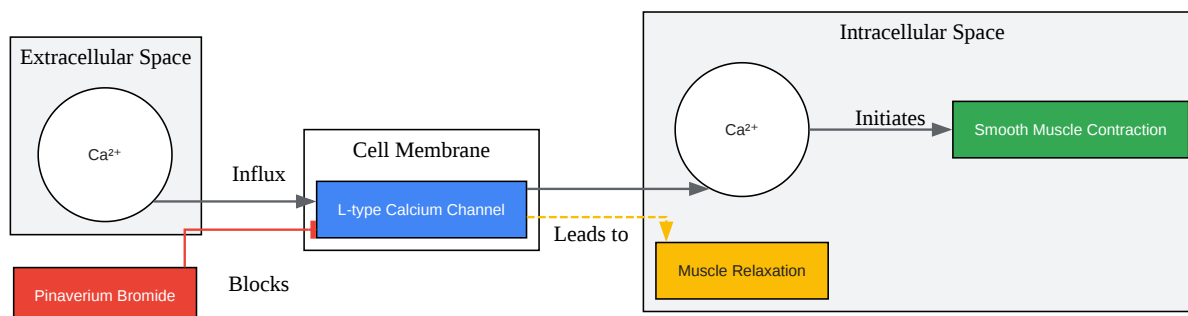 Intracellular Space
Extracellular Space
Ca²⁺
Ca²⁺
Initiates
Smooth Muscle Contraction
Cell Membrane
Influx
L-type Calcium Channel
Leads to
Muscle Relaxation
Blocks
Pinaverium Bromide